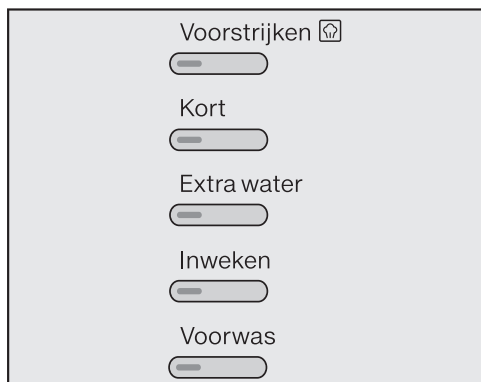 Voorstrijken
Kort
Extra water
Inweken
Voorwas